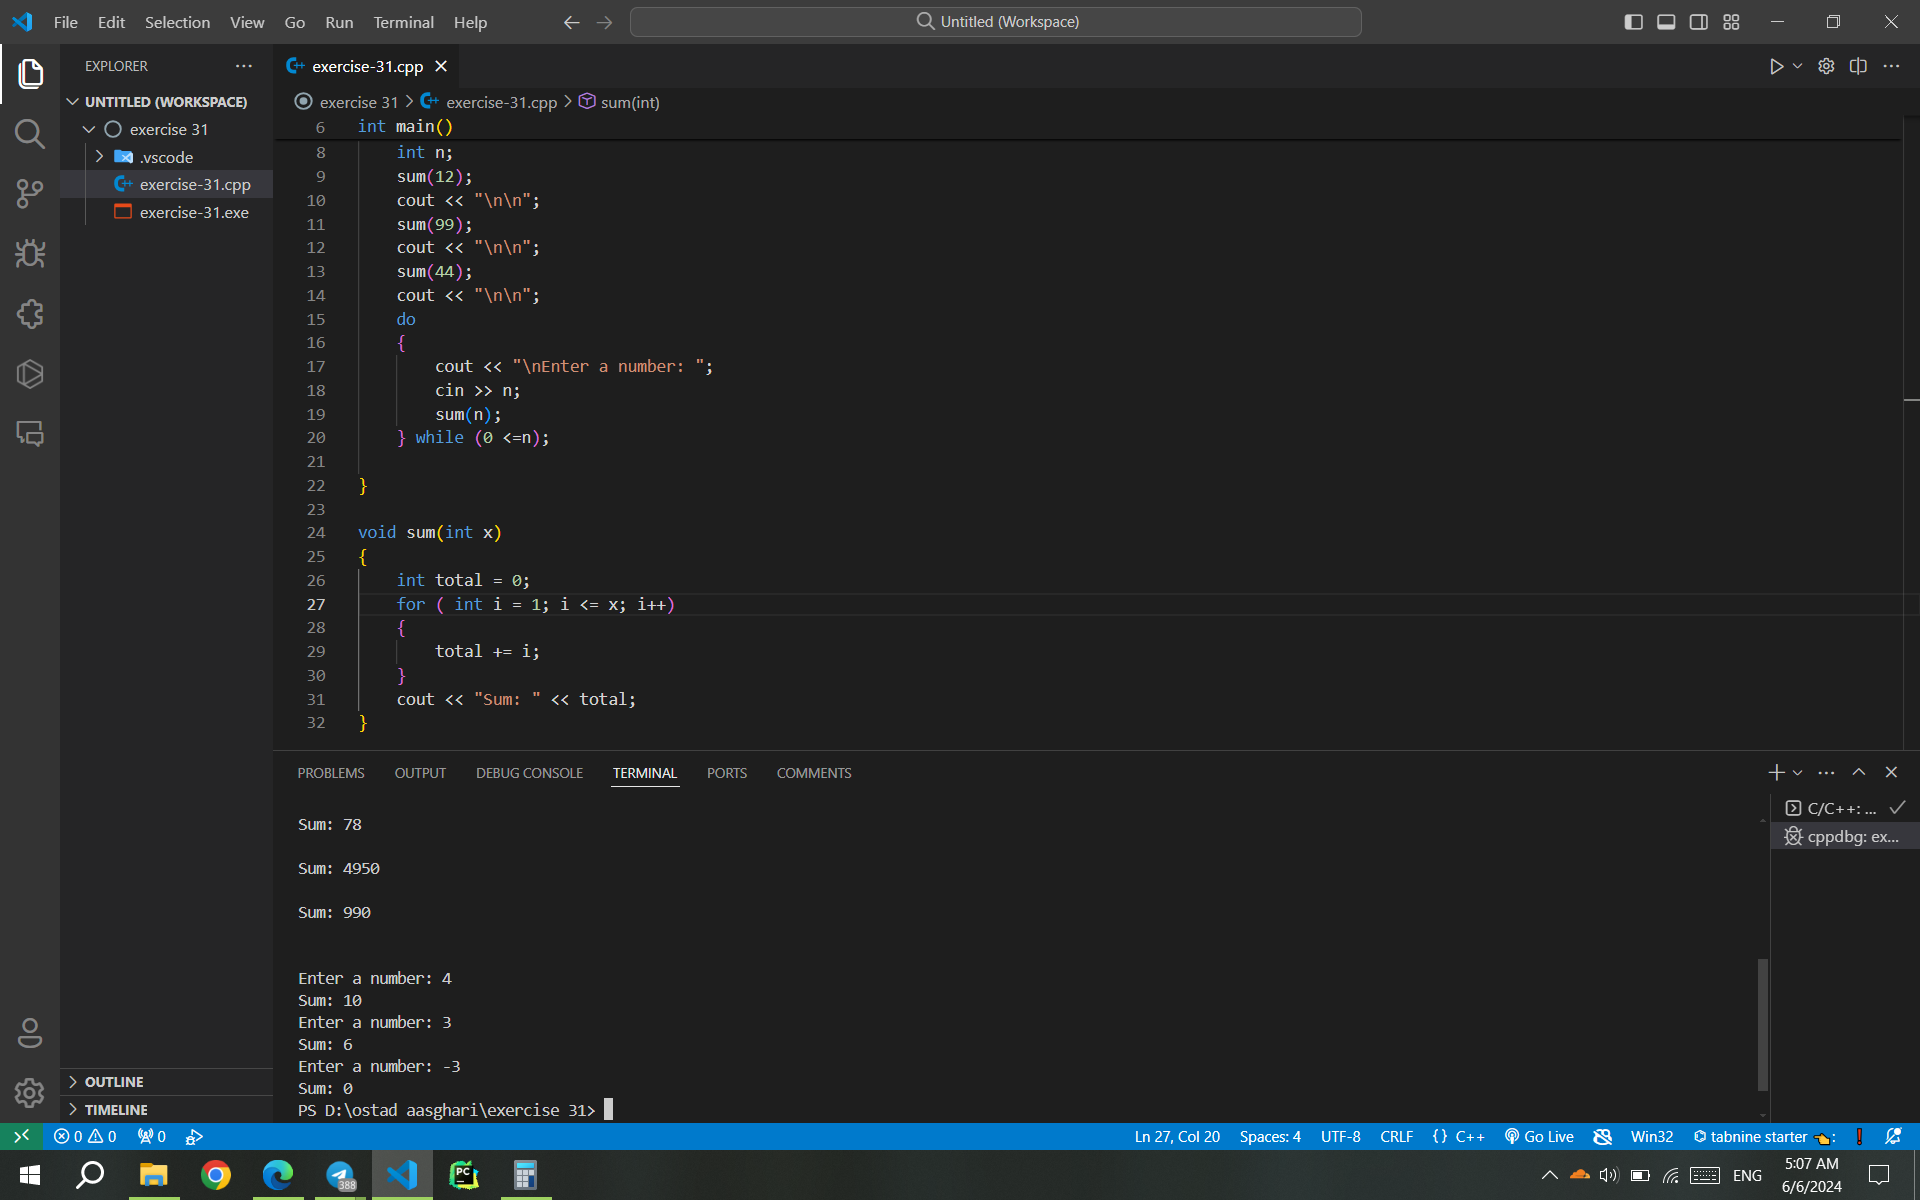 File Edit Selection View Go Run Terminal Help
Untitled (Workspace)
EXPLORER
exercise-31.cpp
UNTITLED (WORKSPACE)
exercise 31
.vscode
exercise-31.cpp
exercise-31.exe
exercise 31 > exercise-31.cpp > sum(int)
6 int main()
8 int n;
9 sum(12);
10 cout << "\n\n";
11 sum(99);
12 cout << "\n\n";
13 sum(44);
14 cout << "\n\n";
15 do
16 {
17 cout << "\nEnter a number: ";
18 cin >> n;
19 sum(n);
20 } while (0 <=n);
21
22 }
23
24 void sum(int x)
25 {
26 int total = 0;
27 for ( int i = 1; i <= x; i++)
28 {
29 total += i;
30 }
31 cout << "Sum: " << total;
32 }
PROBLEMS OUTPUT DEBUG CONSOLE TERMINAL PORTS COMMENTS
C/C++: ...
cppdbg: ex...
Sum: 78
Sum: 4950
Sum: 990
Enter a number: 4
Sum: 10
Enter a number: 3
Sum: 6
Enter a number: -3
Sum: 0
PS D:\ostad aasghari\exercise 31>
OUTLINE
TIMELINE
0 0 0 Ln 27, Col 20 Spaces: 4 UTF-8 CRLF {} C++ Go Live Win32 tabnine starter
388
PC
ENG
5:07 AM
6/6/2024